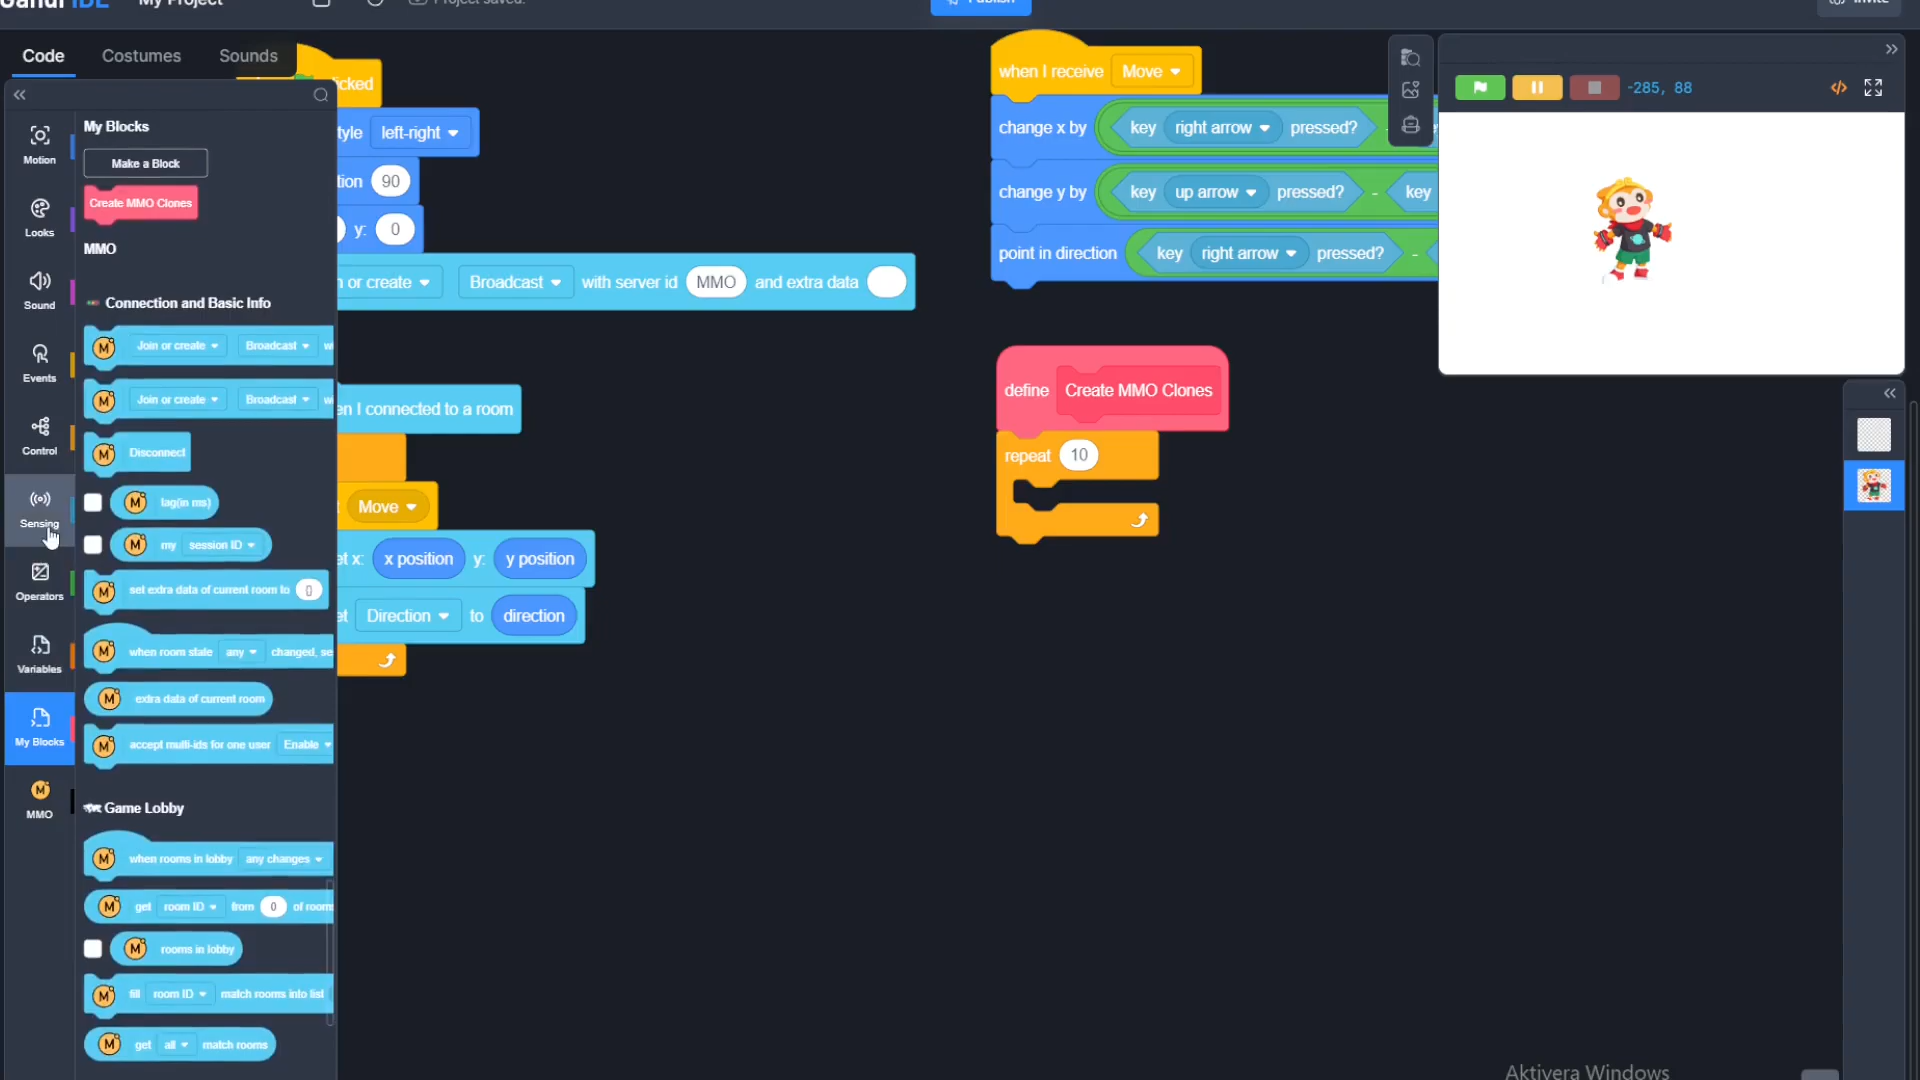 Gandi IDE My Project Project saved. Publish Invite
Code Costumes Sounds
-285, 88
Motion
Looks
Sound
Events
Control
Sensing
Operators
Variables
My Blocks
MMO
My Blocks
Make a Block
Create MMO Clones
MMO
Connection and Basic Info
Join or create Broadcast
Join or create Broadcast
Disconnect
lag(in ms)
my session ID
set extra data of current room to 0
when room state any changed, se
extra data of current room
accept multi-ids for one user Enable
Game Lobby
when rooms in lobby any changes
get room ID from 0 of room
rooms in lobby
fill room ID match rooms into list
get all match rooms
icked
tyle left-right
tion 90
y: 0
n or create Broadcast with server id MMO and extra data
en I connected to a room
Move
et x: x position y: y position
et Direction to direction
when I receive Move
change x by key right arrow pressed? -
change y by key up arrow pressed? - key
point in direction key right arrow pressed? -
define Create MMO Clones
repeat 10
Aktivera Windows